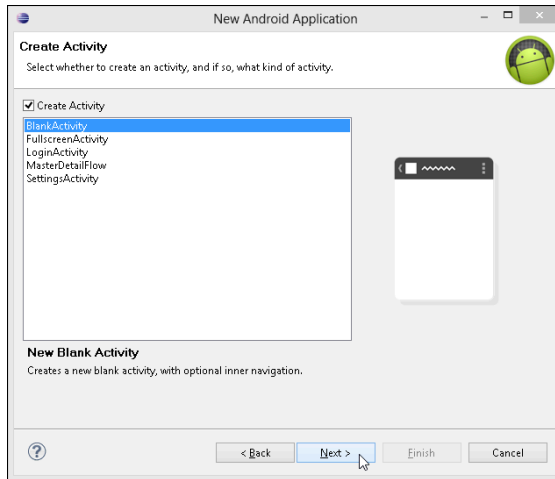 New Android Application
Create Activity
Select whether to create an activity, and if so, what kind of activity.
Create Activity
BlankActivity
FullscreenActivity
LoginActivity
MasterDetailFlow
SettingsActivity
New Blank Activity
Creates a new blank activity, with optional inner navigation.
? < Back Next > Finish Cancel